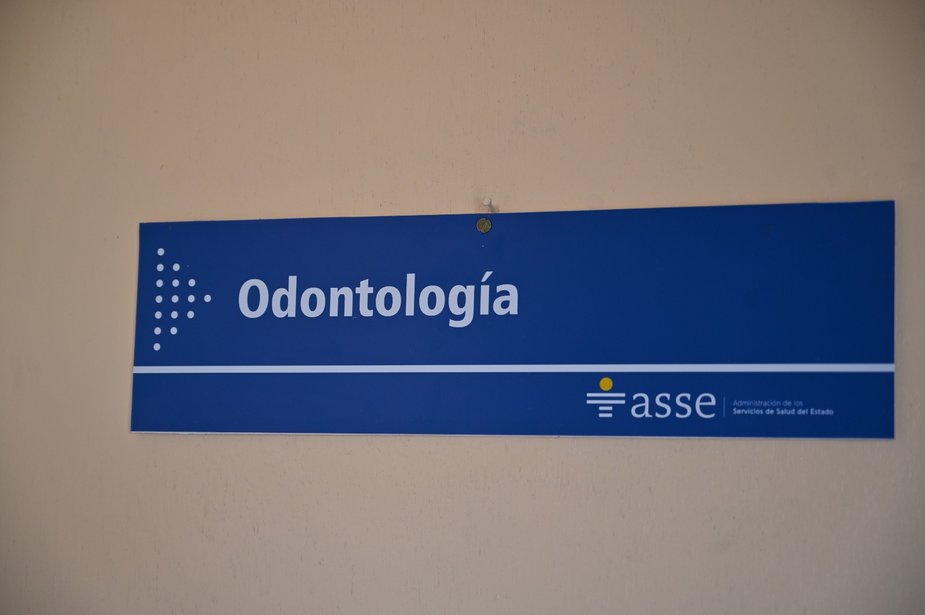 Odontología
asse
Administración de los
Servicios de Salud del Estado